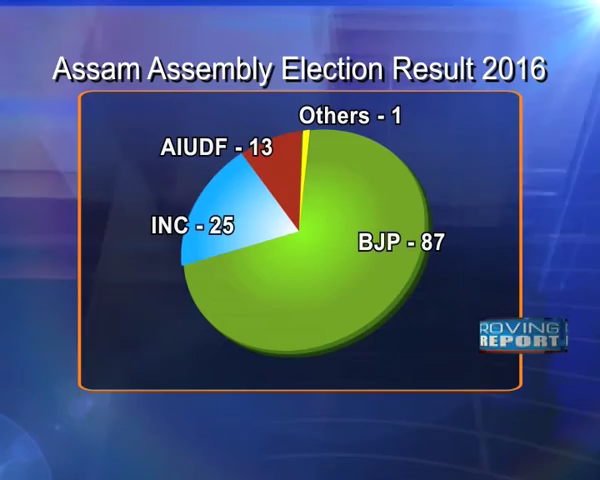 Assam Assembly Election Result 2016
Others - 1
AIUDF - 13
INC - 25
BJP - 87
ROVING
REPORT